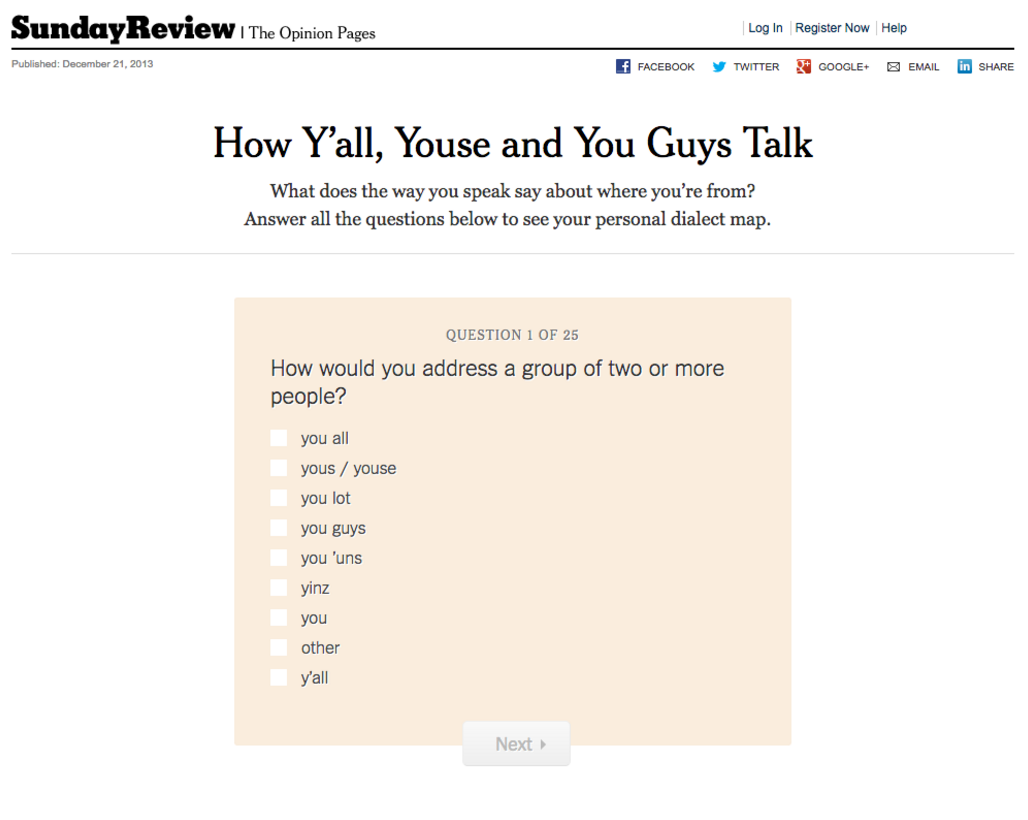 SundayReview | The Opinion Pages
Log In | Register Now | Help
Published: December 21, 2013
FACEBOOK TWITTER GOOGLE+ EMAIL SHARE
How Y’all, Youse and You Guys Talk
What does the way you speak say about where you’re from?
Answer all the questions below to see your personal dialect map.
QUESTION 1 OF 25
How would you address a group of two or more
people?
you all
yous / youse
you lot
you guys
you ’uns
yinz
you
other
y’all
Next